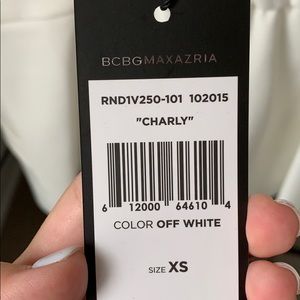 BCBGMAXAZRIA
RND1V250-101 102015
"CHARLY"
6 12000 64610 4
COLOR OFF WHITE
SIZE XS